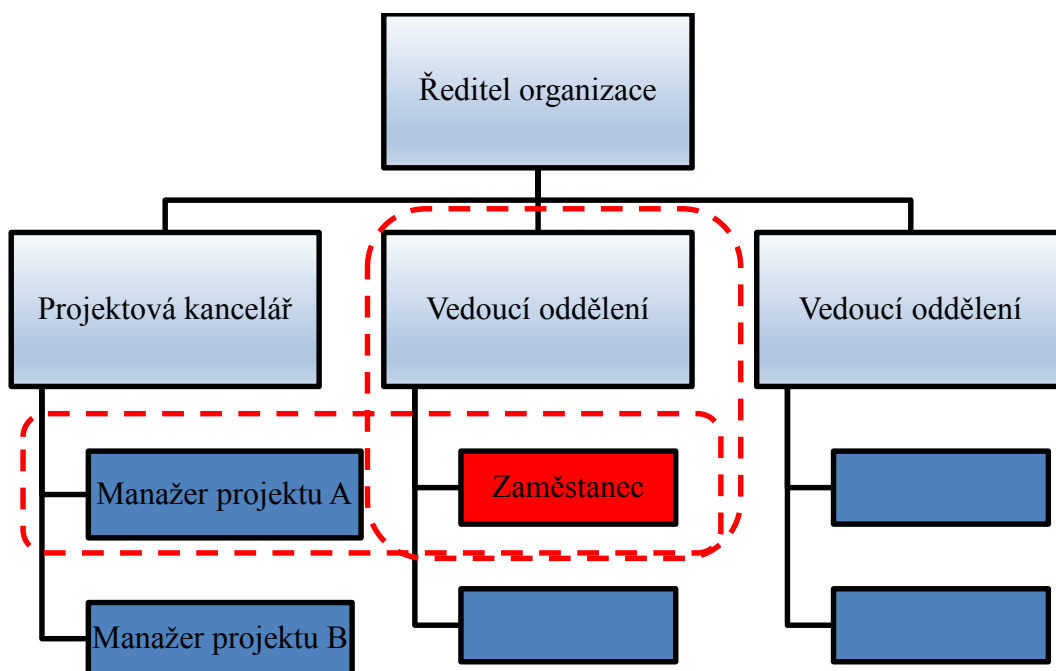 Ředitel organizace
Projektová kancelář
Vedoucí oddělení
Vedoucí oddělení
Manažer projektu A
Zaměstanec
Manažer projektu B